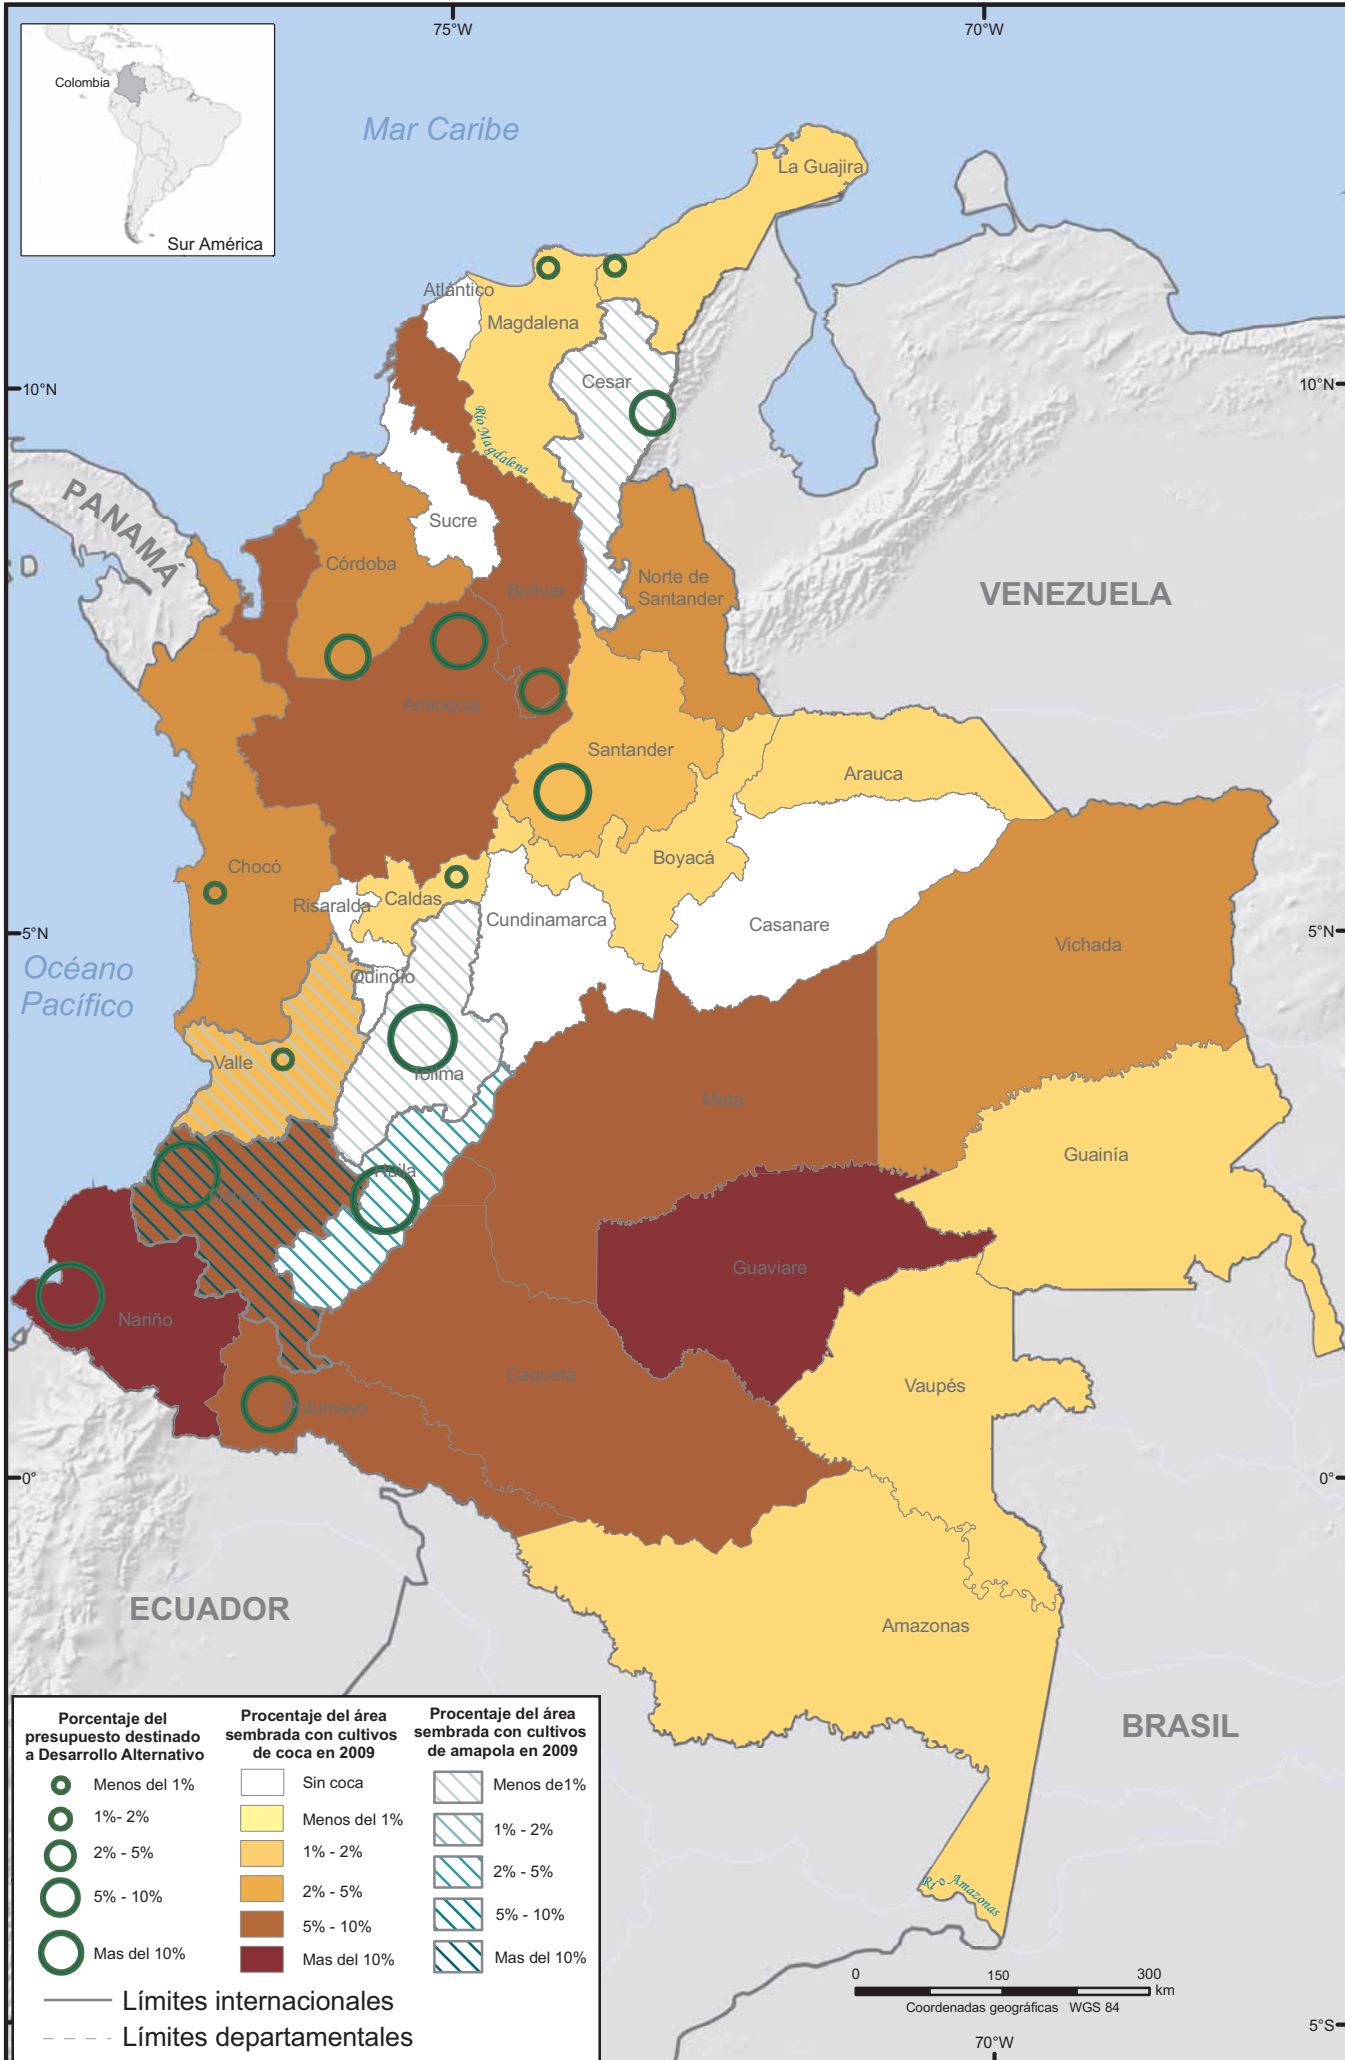 75°W
70°W
Colombia
Sur América
Mar Caribe
La Guajira
Atlántico
Magdalena
Cesar
10°N
10°N
Río Magdalena
PANAMÁ
Sucre
Córdoba
Bolívar
Norte de
Santander
VENEZUELA
Antioquia
Santander
Arauca
Chocó
Boyacá
Risaralda
Caldas
Cundinamarca
Casanare
Vichada
5°N
5°N
Océano
Pacífico
Quindío
Valle
Tolima
Meta
Guainía
Huila
Cauca
Guaviare
Nariño
Caquetá
Vaupés
Putumayo
0°
0°
ECUADOR
Amazonas
BRASIL
Río Amazonas
Porcentaje del
presupuesto destinado
a Desarrollo Alternativo
Menos del 1%
1%- 2%
2% - 5%
5% - 10%
Mas del 10%
Procentaje del área
sembrada con cultivos
de coca en 2009
Sin coca
Menos del 1%
1% - 2%
2% - 5%
5% - 10%
Mas del 10%
Procentaje del área
sembrada con cultivos
de amapola en 2009
Menos de1%
1% - 2%
2% - 5%
5% - 10%
Mas del 10%
Límites internacionales
Límites departamentales
0 150 300
km
Coordenadas geográficas WGS 84
5°S
70°W